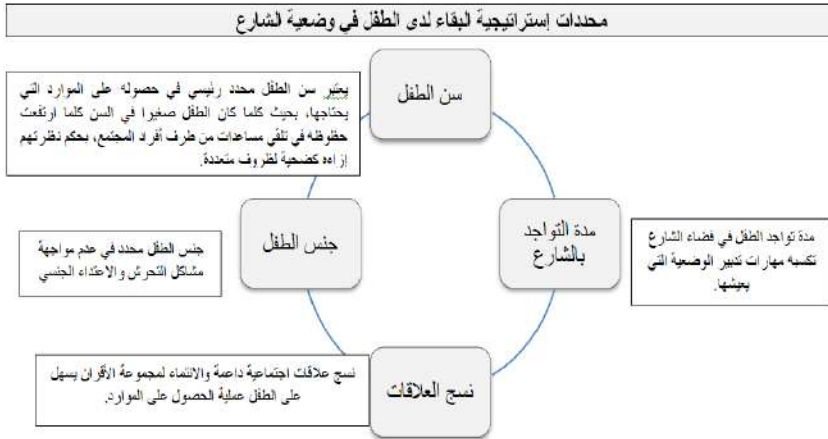 محددات إستراتيجية البقاء لدى الطفل في وضعية الشارع
سن الطفل
يعتبر سن الطفل محدد رئيسي في حصوله على الموارد التي
يحتاجها، بحيث كلما كان الطفل صغيرا في السن كلما ارتفعت
حظوظه في تلقي مساعدات من طرف أفراد المجتمع، بحكم نظرتهم
إزاءه كضحية لظروف متعددة.
مدة التواجد
بالشارع
مدة تواجد الطفل في فضاء الشارع
تكسبه مهارات تدبير الوضعية التي
يعيشها.
جنس الطفل
جنس الطفل محدد في عدم مواجهة
مشاكل التحرش والاعتداء الجنسي
نسج العلاقات
نسج علاقات اجتماعية داعمة والانتماء لمجموعة الأقران يسهل
على الطفل عملية الحصول على الموارد.